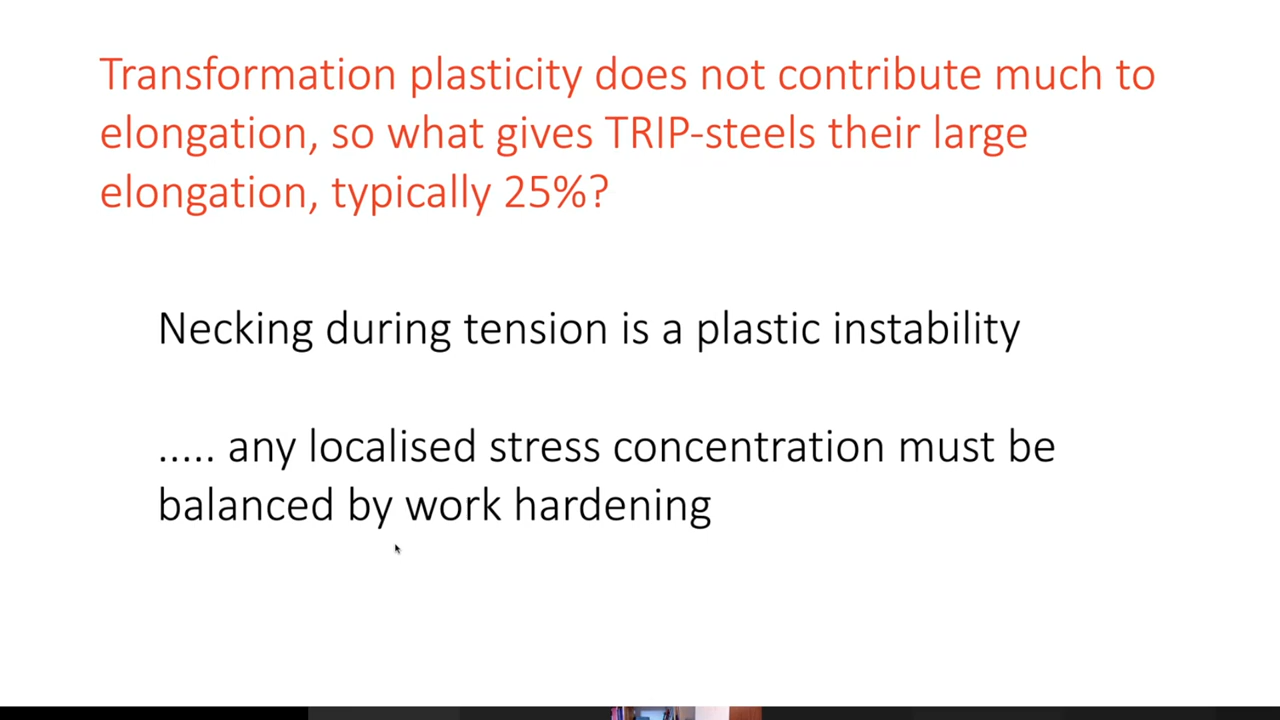 Transformation plasticity does not contribute much to
elongation, so what gives TRIP-steels their large
elongation, typically 25%?
Necking during tension is a plastic instability
..... any localised stress concentration must be
balanced by work hardening